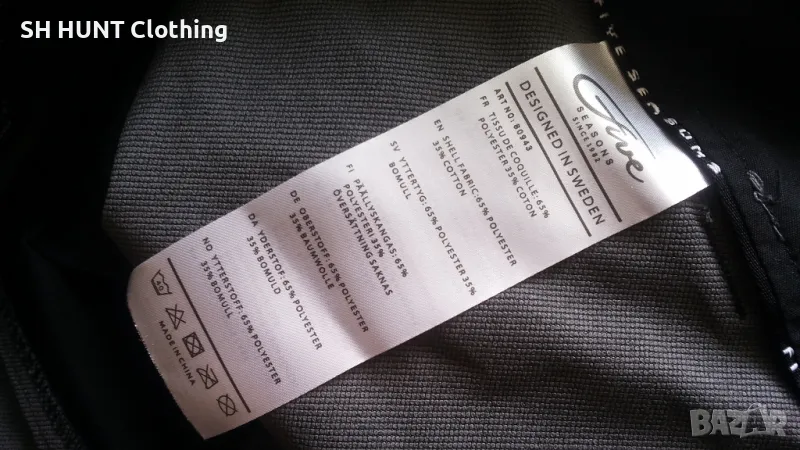 SH HUNT Clothing
FIVE SEASONS
Five
SEASONS
SINCE 1982
DESIGNED IN SWEDEN
ART NO: 80943
FR TISSU DE COQUILLE: 65%
POLYESTER 35% COTON
EN SHELL FABRIC: 65% POLYESTER
35% COTTON
SV YTTERTYG: 65% POLYESTER 35%
BOMULL
FI PÄÄLLYSKANGAS: 65%
POLYESTERI 35%
ÖVERSÄTTNING SAKNAS
DE OBERSTOFF: 65% POLYESTER
35% BAUMWOLLE
DA YDERSTOF: 65% POLYESTER
35% BOMULD
NO YTTERSTOFF: 65% POLYESTER
35% BOMULL
MADE IN CHINA
BAZAR